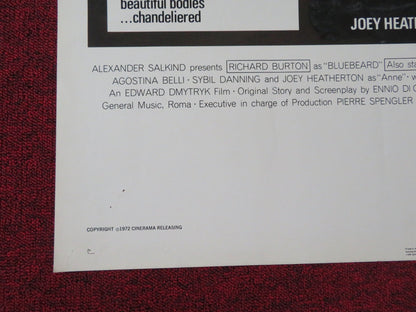 beautiful bodies
...chandeliered
JOEY HEATH
ALEXANDER SALKIND presents RICHARD BURTON as "BLUEBEARD" Also sta
AGOSTINA BELLI · SYBIL DANNING and JOEY HEATHERTON as "Anne" · w
An EDWARD DMYTRYK Film · Original Story and Screenplay by ENNIO DI C
General Music, Roma · Executive in charge of Production PIERRE SPENGLER
COPYRIGHT ©1972 CINERAMA RELEASING